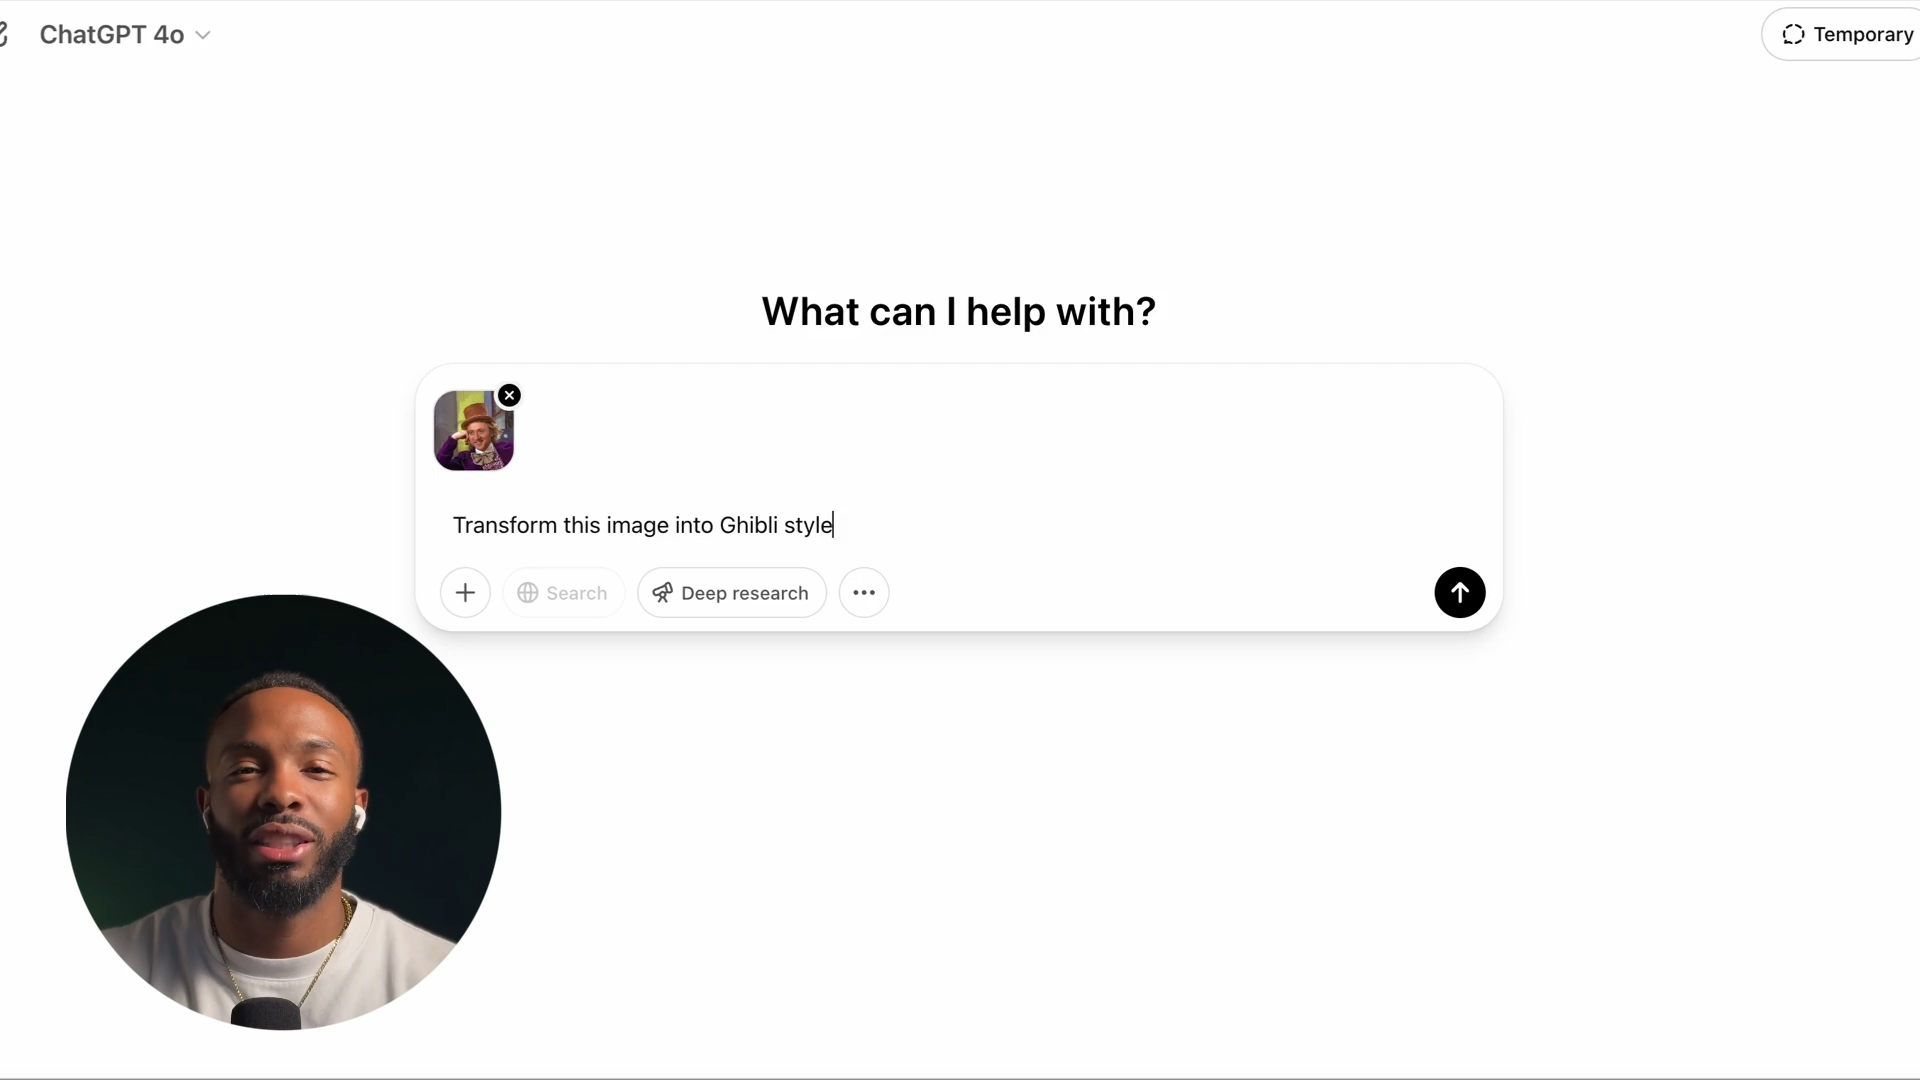 ChatGPT 4o
Temporary
What can I help with?
Transform this image into Ghibli style
Search
Deep research